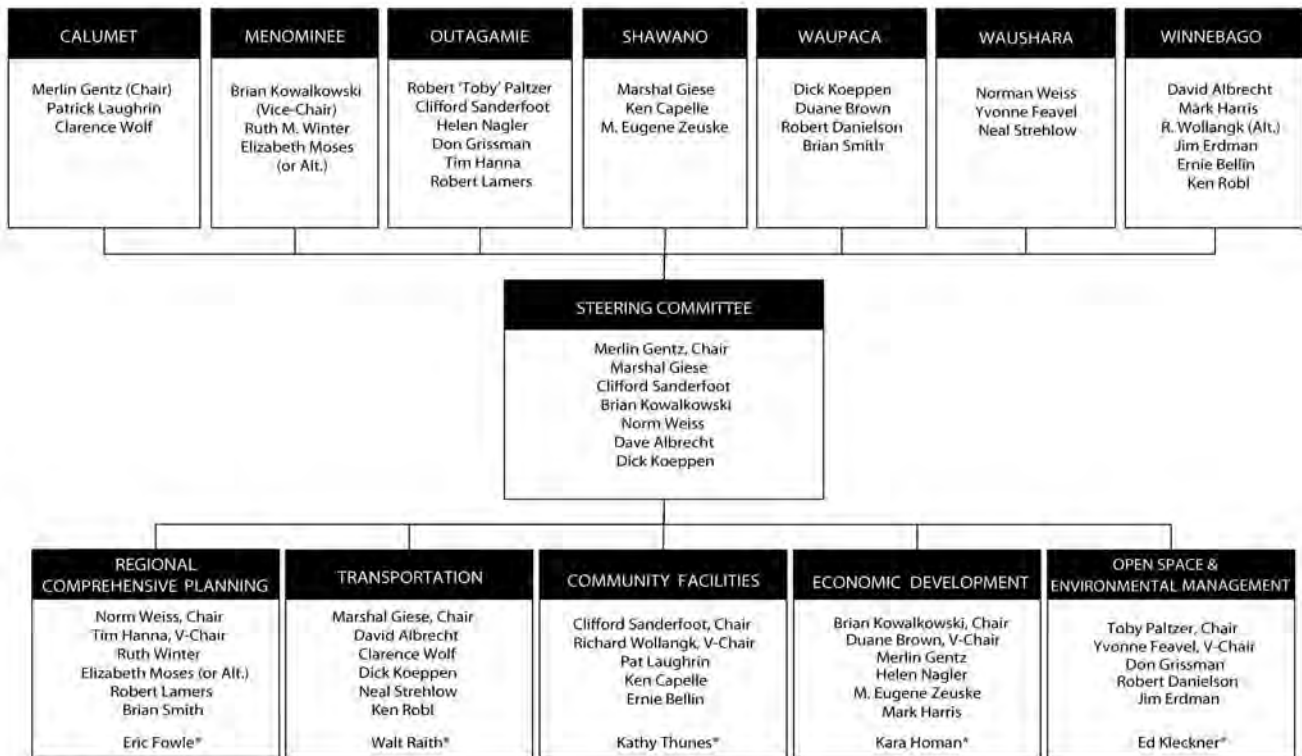 CALUMET
Merlin Gentz (Chair)
Patrick Laughrin
Clarence Wolf
MENOMINEE
Brian Kowalkowski
(Vice-Chair)
Ruth M. Winter
Elizabeth Moses
(or Alt.)
OUTAGAMIE
Robert 'Toby' Paltzer
Clifford Sanderfoot
Helen Nagler
Don Grissman
Tim Hanna
Robert Lamers
SHAWANO
Marshal Giese
Ken Capelle
M. Eugene Zeuske
WAUPACA
Dick Koeppen
Duane Brown
Robert Danielson
Brian Smith
WAUSHARA
Norman Weiss
Yvonne Feavel
Neal Strehlow
WINNEBAGO
David Albrecht
Mark Harris
R. Wollangk (Alt.)
Jim Erdman
Ernie Bellin
Ken Robl
STEERING COMMITTEE
Merlin Gentz, Chair
Marshal Giese
Clifford Sanderfoot
Brian Kowalkowski
Norm Weiss
Dave Albrecht
Dick Koeppen
REGIONAL
COMPREHENSIVE PLANNING
Norm Weiss, Chair
Tim Hanna, V-Chair
Ruth Winter
Elizabeth Moses (or Alt.)
Robert Lamers
Brian Smith
Eric Fowle*
TRANSPORTATION
Marshal Giese, Chair
David Albrecht
Clarence Wolf
Dick Koeppen
Neal Strehlow
Ken Robl
Walt Raith*
COMMUNITY FACILITIES
Clifford Sanderfoot, Chair
Richard Wollangk, V-Chair
Pat Laughrin
Ken Capelle
Ernie Bellin
Kathy Thunes*
ECONOMIC DEVELOPMENT
Brian Kowalkowski, Chair
Duane Brown, V-Chair
Merlin Gentz
Helen Nagler
M. Eugene Zeuske
Mark Harris
Kara Homan*
OPEN SPACE &
ENVIRONMENTAL MANAGEMENT
Toby Paltzer, Chair
Yvonne Feavel, V-Chair
Don Grissman
Robert Danielson
Jim Erdman
Ed Kleckner*